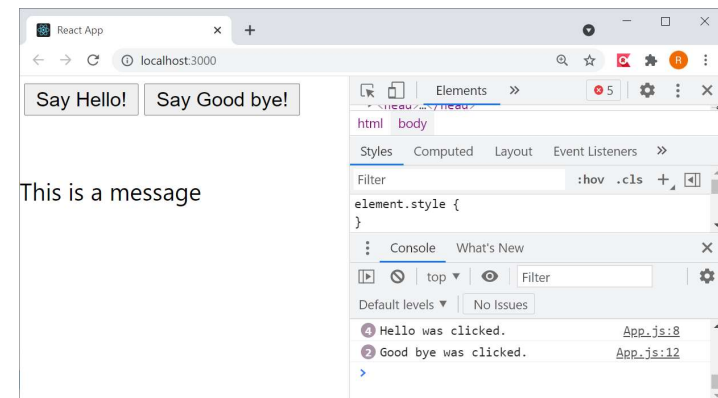 React App
localhost:3000
R
Say Hello! Say Good bye!
This is a message
Elements
5
<head>…</head>
html body
Styles Computed Layout Event Listeners
Filter :hov .cls
element.style {
}
Console What's New
top Filter
Default levels No Issues
4 Hello was clicked. App.js:8
2 Good bye was clicked. App.js:12